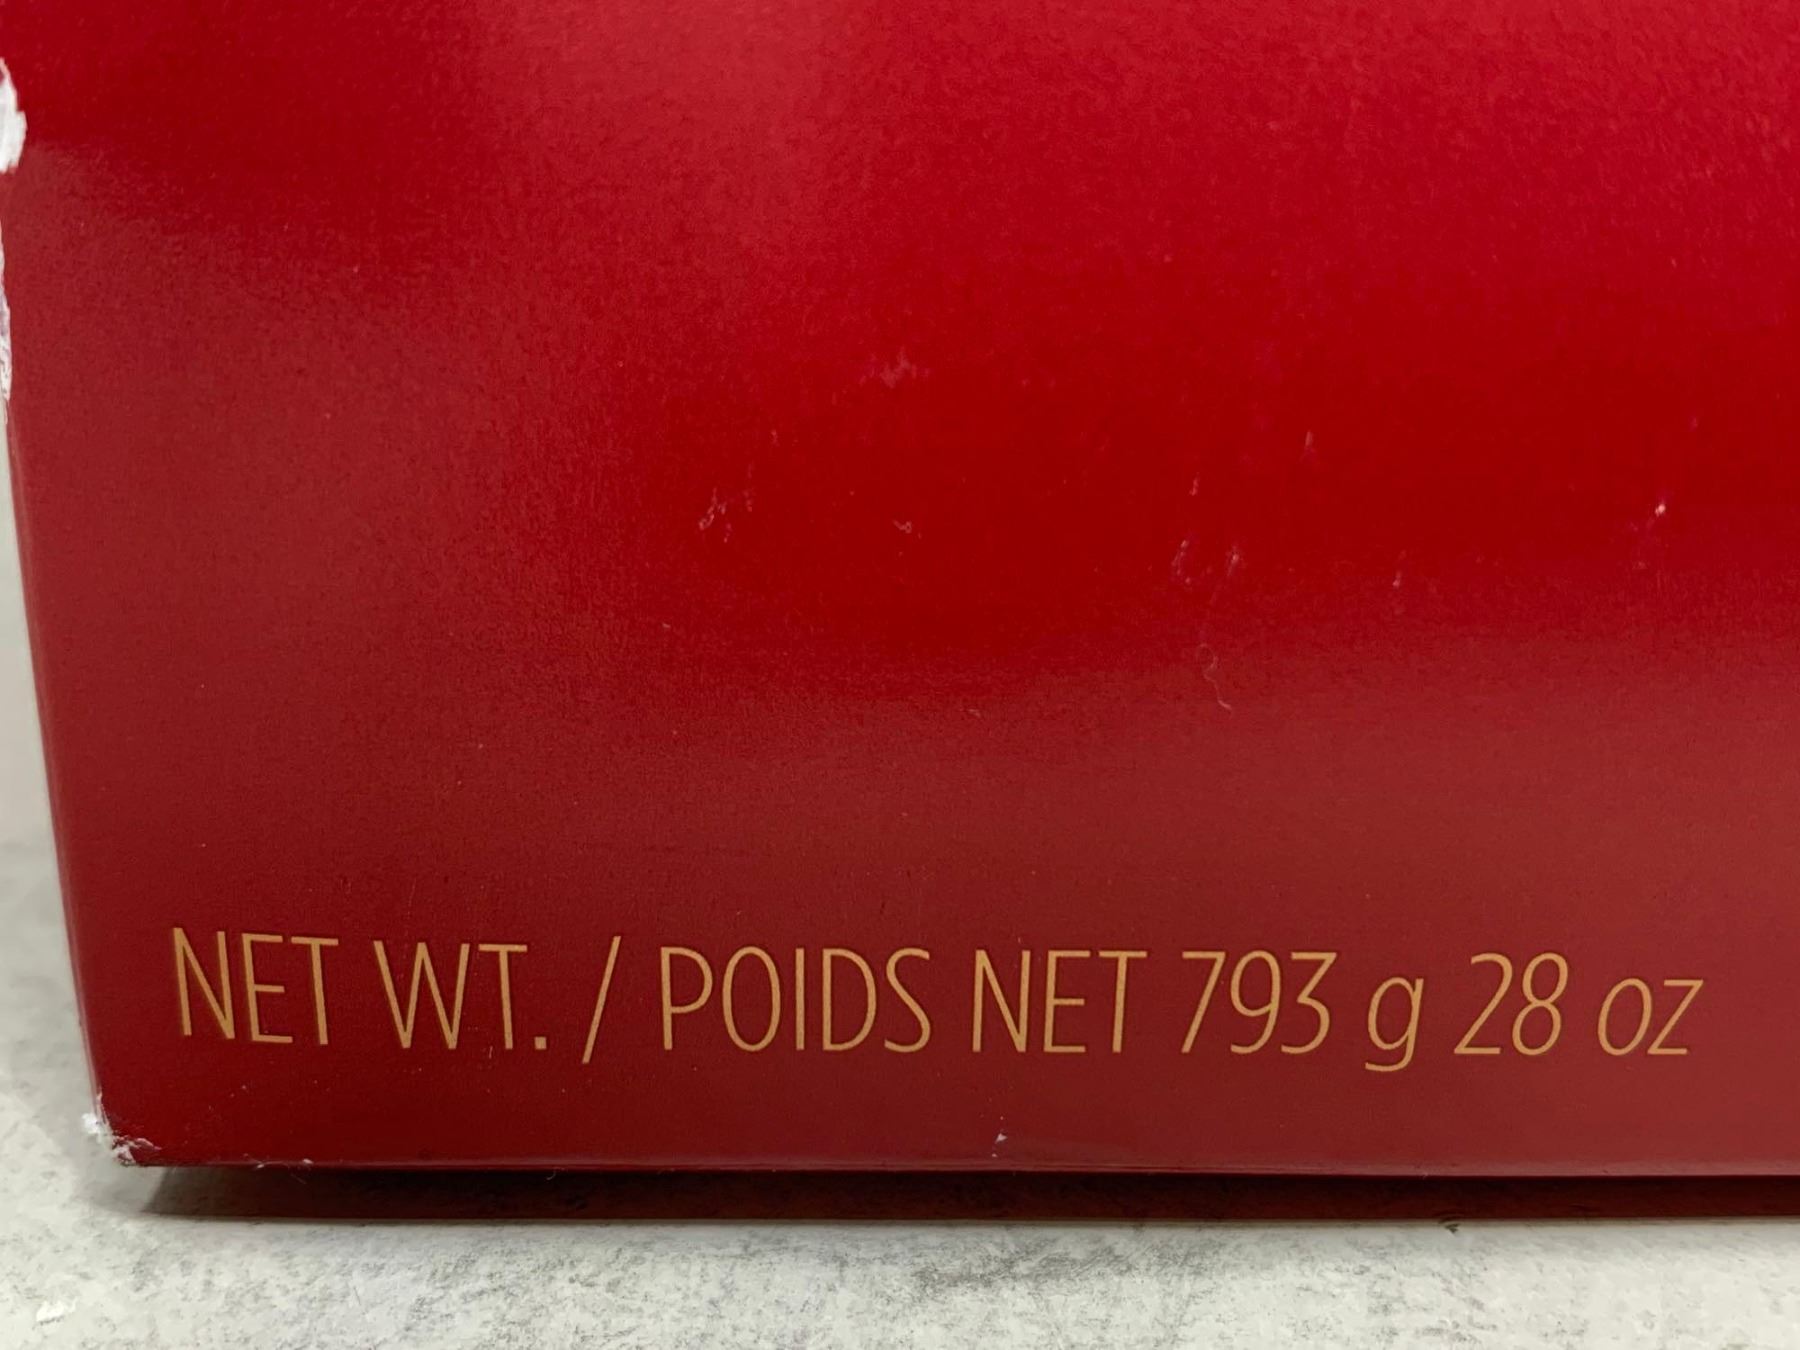 NET WT. / POIDS NET 793 g 28 oz